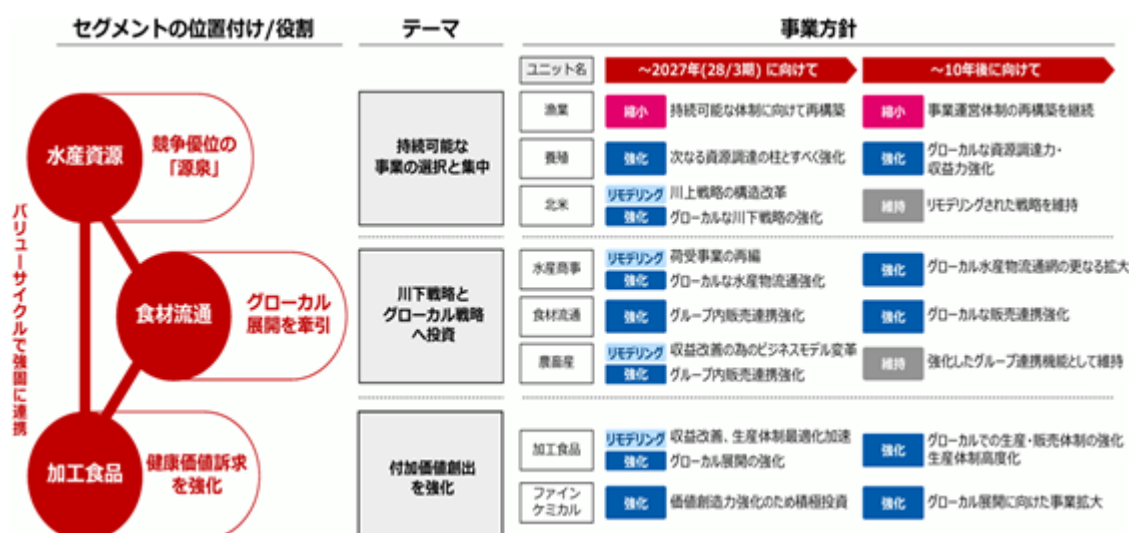 セグメントの位置付け/役割
テーマ
事業方針
ユニット名
～2027年(28/3期) に向けて
～10年後に向けて
水産資源
競争優位の
「源泉」
持続可能な
事業の選択と集中
漁業
縮小
持続可能な体制に向けて再構築
縮小
事業運営体制の再構築を継続
養殖
強化
次なる資源調達の柱とすべく強化
強化
グローカルな資源調達力・
収益力強化
北米
リモデリング
川上戦略の構造改革
強化
グローカルな川下戦略の強化
維持
リモデリングされた戦略を維持
バリューサイクルで強固に連携
食材流通
グローカル
展開を牽引
川下戦略と
グローカル戦略
へ投資
水産商事
リモデリング
荷受事業の再編
強化
グローカルな水産物流通強化
強化
グローカル水産物流通網の更なる拡大
食材流通
強化
グループ内販売連携強化
強化
グローカルな販売連携強化
農畜産
リモデリング
収益改善の為のビジネスモデル変革
強化
グループ内販売連携強化
維持
強化したグループ連携機能として維持
加工食品
健康価値訴求
を強化
付加価値創出
を強化
加工食品
リモデリング
収益改善、生産体制最適化加速
強化
グローカル展開の強化
強化
グローカルでの生産・販売体制の強化
生産体制高度化
ファイン
ケミカル
強化
価値創造力強化のため積極投資
強化
グローカル展開に向けた事業拡大